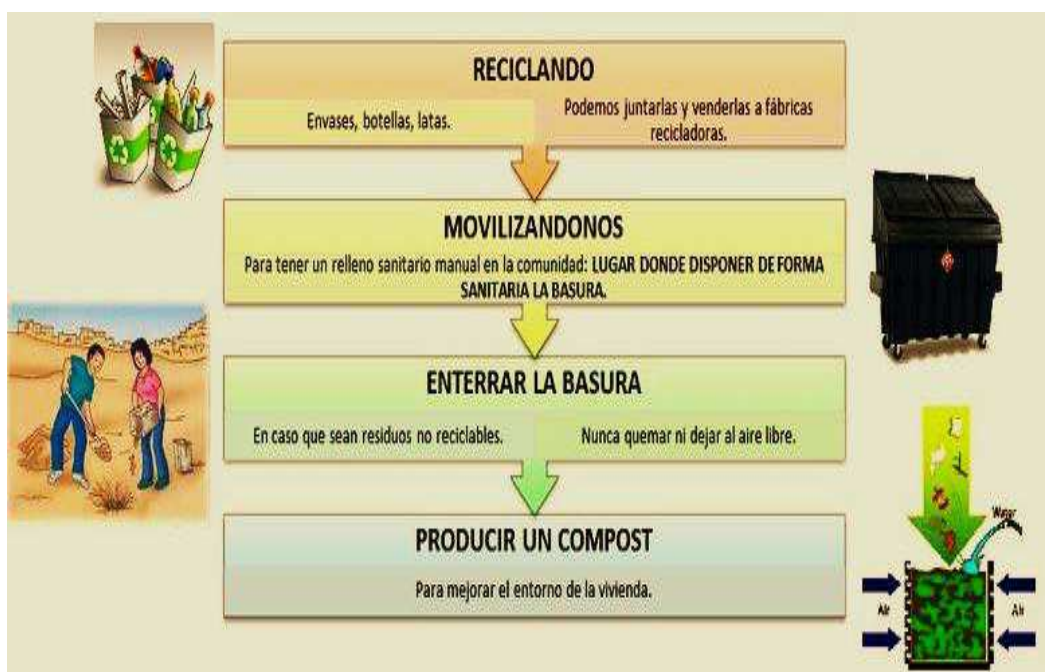 RECICLANDO
Envases, botellas, latas.
Podemos juntarlas y venderlas a fábricas
recicladoras.
MOVILIZANDONOS
Para tener un relleno sanitario manual en la comunidad: LUGAR DONDE DISPONER DE FORMA
SANITARIA LA BASURA.
ENTERRAR LA BASURA
En caso que sean residuos no reciclables.
Nunca quemar ni dejar al aire libre.
PRODUCIR UN COMPOST
Para mejorar el entorno de la vivienda.
Water
Air
Air